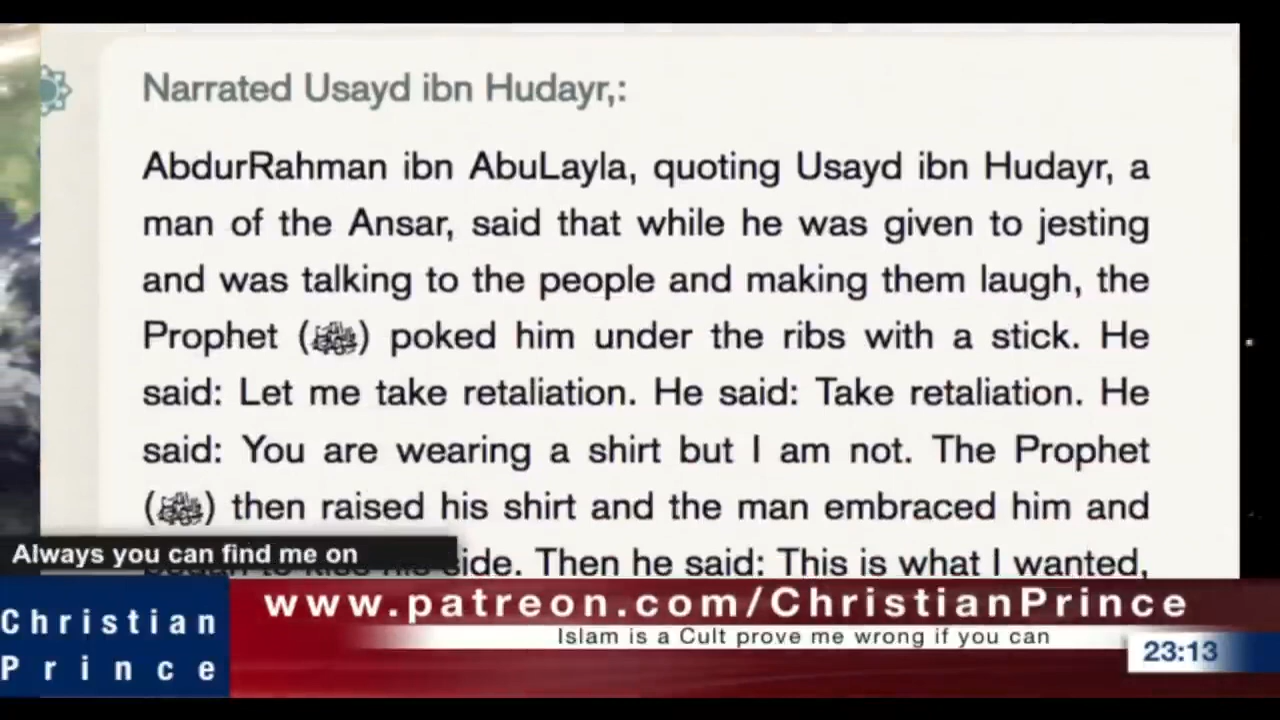 Narrated Usayd ibn Hudayr,:
AbdurRahman ibn AbuLayla, quoting Usayd ibn Hudayr, a
man of the Ansar, said that while he was given to jesting
and was talking to the people and making them laugh, the
Prophet (ﷺ) poked him under the ribs with a stick. He
said: Let me take retaliation. He said: Take retaliation. He
said: You are wearing a shirt but I am not. The Prophet
(ﷺ) then raised his shirt and the man embraced him and
side. Then he said: This is what I wanted,
Always you can find me on
www.patreon.com/ChristianPrince
Islam is a Cult prove me wrong if you can
Christian
Prince
23:13